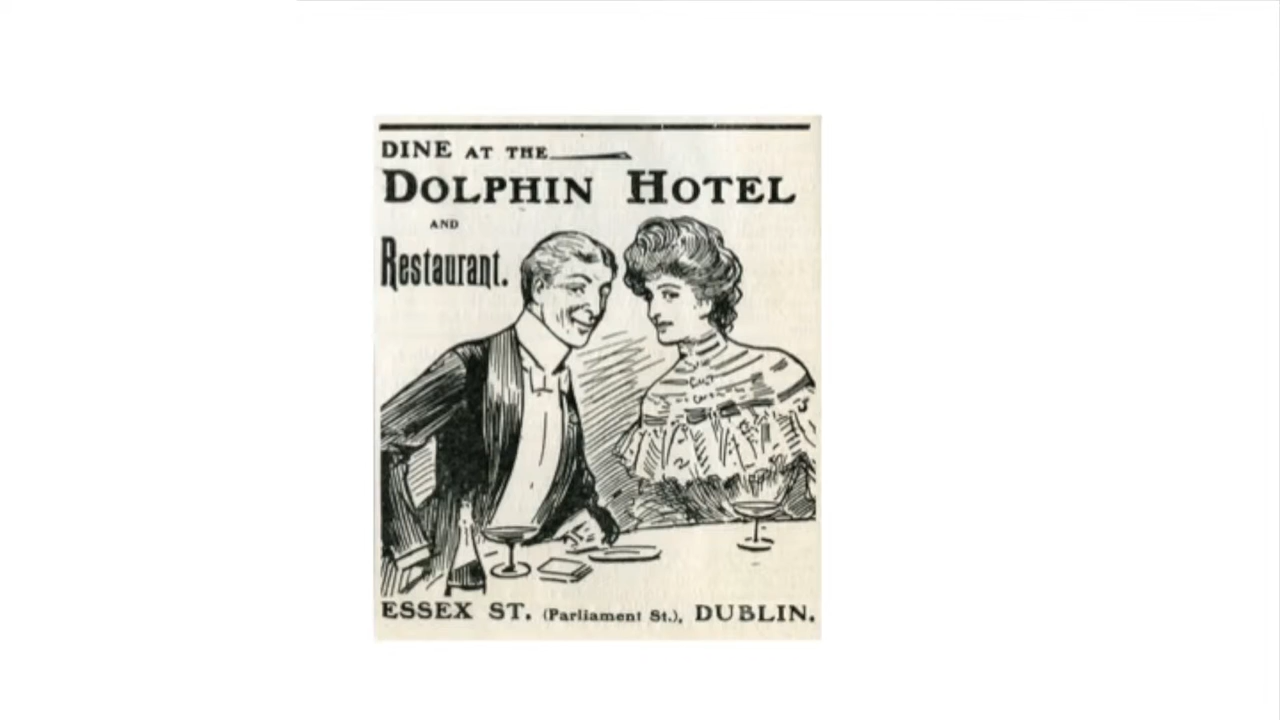 DINE AT THE
DOLPHIN HOTEL
AND
Restaurant.
ESSEX ST. (Parliament St.), DUBLIN.